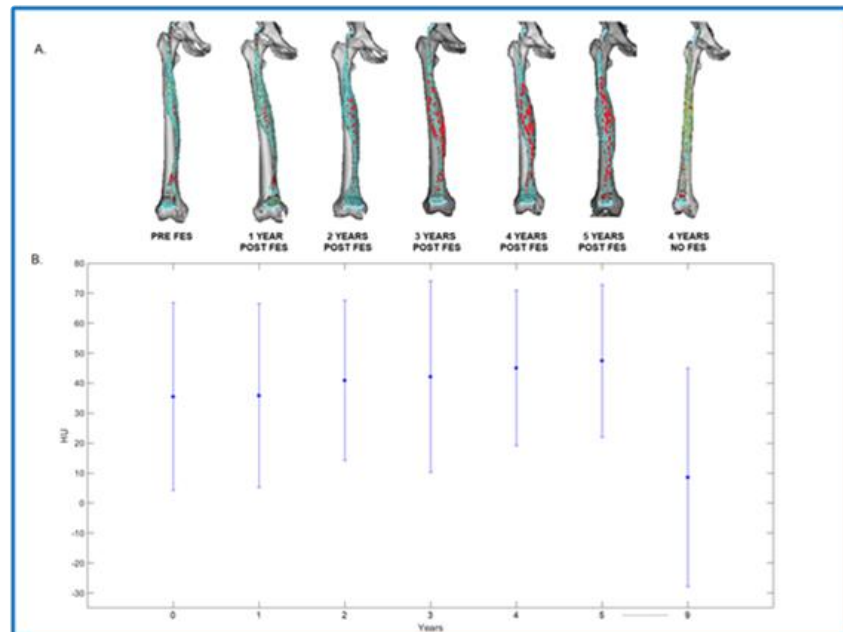 A.
PRE FES
1 YEAR
POST FES
2 YEARS
POST FES
3 YEARS
POST FES
4 YEARS
POST FES
5 YEARS
POST FES
4 YEARS
NO FES
B.
80
70
60
50
40
30
20
10
0
-10
-20
-30
HU
0 1 2 3 4 5 9
Years